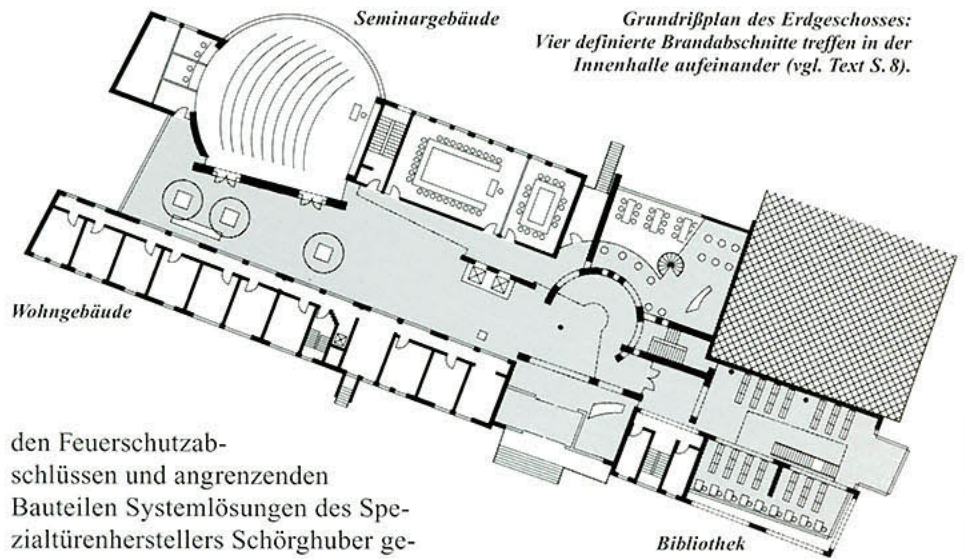 Seminargebäude
Grundrißplan des Erdgeschosses:
Vier definierte Brandabschnitte treffen in der
Innenhalle aufeinander (vgl. Text S. 8).
Wohngebäude
den Feuerschutzab-
schlüssen und angrenzenden
Bauteilen Systemlösungen des Spe-
zialtürenherstellers Schörghuber ge-
Bibliothek